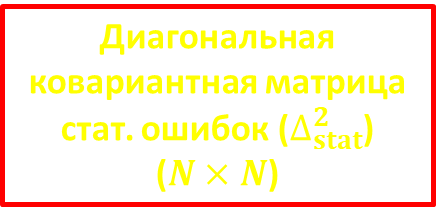 Диагональная
ковариантная матрица
стат. ошибок (Δ²stat)
(N × N)